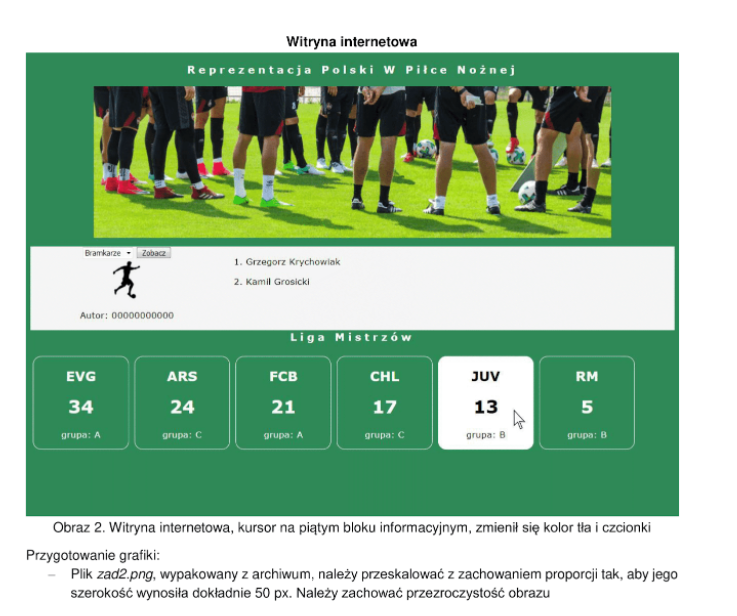 Witryna internetowa
Reprezentacja Polski W Piłce Nożnej
Bramkarze Zobacz
1. Grzegorz Krychowiak
2. Kamil Grosicki
Autor: 00000000000
Liga Mistrzów
EVG ARS FCB CHL JUV RM
34 24 21 17 13 5
grupa: A grupa: C grupa: A grupa: C grupa: B grupa: B
Obraz 2. Witryna internetowa, kursor na piątym bloku informacyjnym, zmienił się kolor tła i czcionki
Przygotowanie grafiki:
– Plik zad2.png, wypakowany z archiwum, należy przeskalować z zachowaniem proporcji tak, aby jego
szerokość wynosiła dokładnie 50 px. Należy zachować przezroczystość obrazu